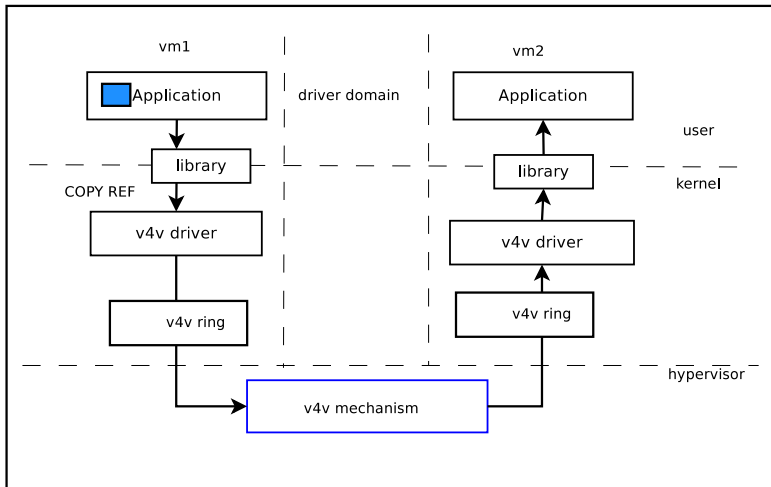 vm1
vm2
Application
driver domain
Application
user
library
library
COPY REF
kernel
v4v driver
v4v driver
v4v ring
v4v ring
hypervisor
v4v mechanism